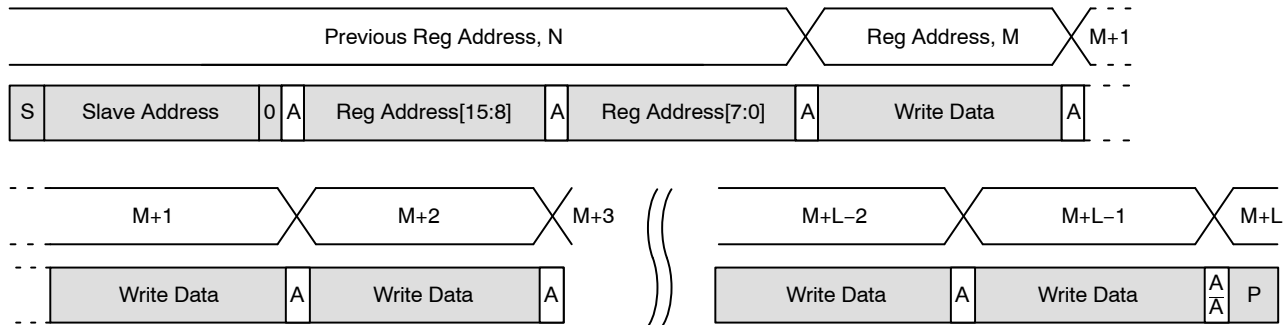 Previous Reg Address, N Reg Address, M M+1
S Slave Address 0 A Reg Address[15:8] A Reg Address[7:0] A Write Data A
M+1 M+2 M+3 M+L−2 M+L−1 M+L
Write Data A Write Data A Write Data A Write Data A A̅ P